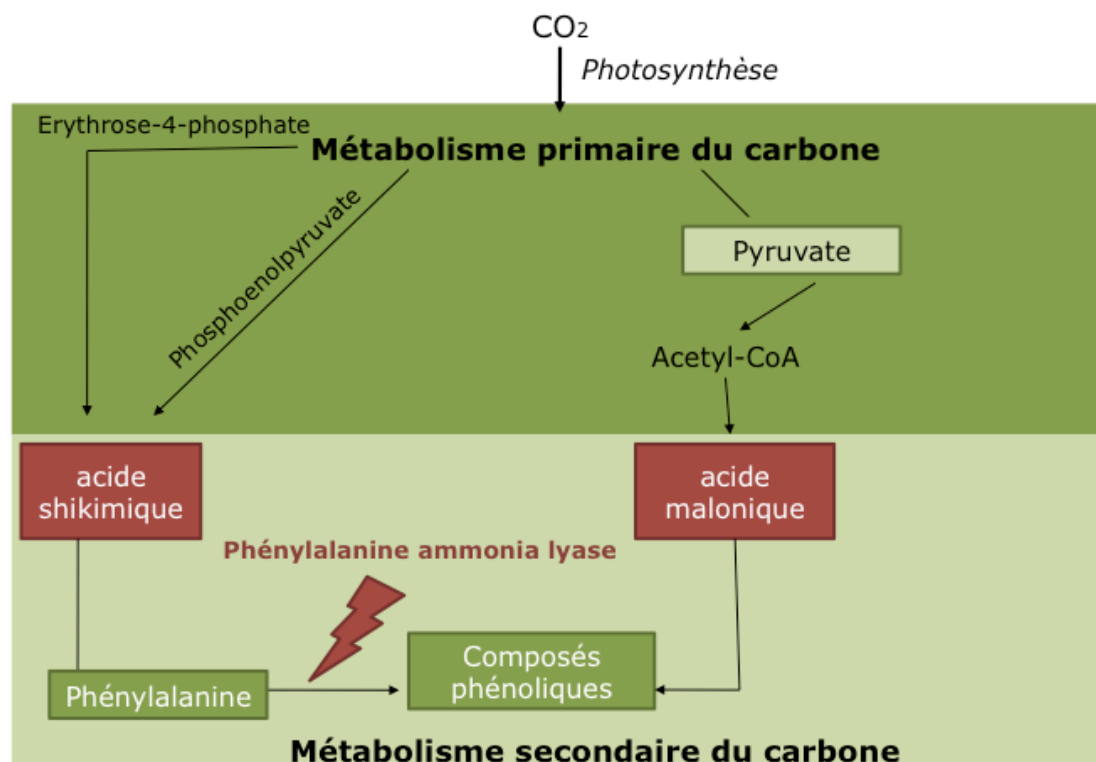 CO₂
Photosynthèse
Erythrose-4-phosphate
Métabolisme primaire du carbone
Phosphoenolpyruvate
Pyruvate
Acetyl-CoA
acide
shikimique
acide
malonique
Phénylalanine ammonia lyase
Composés
phénoliques
Phénylalanine
Métabolisme secondaire du carbone